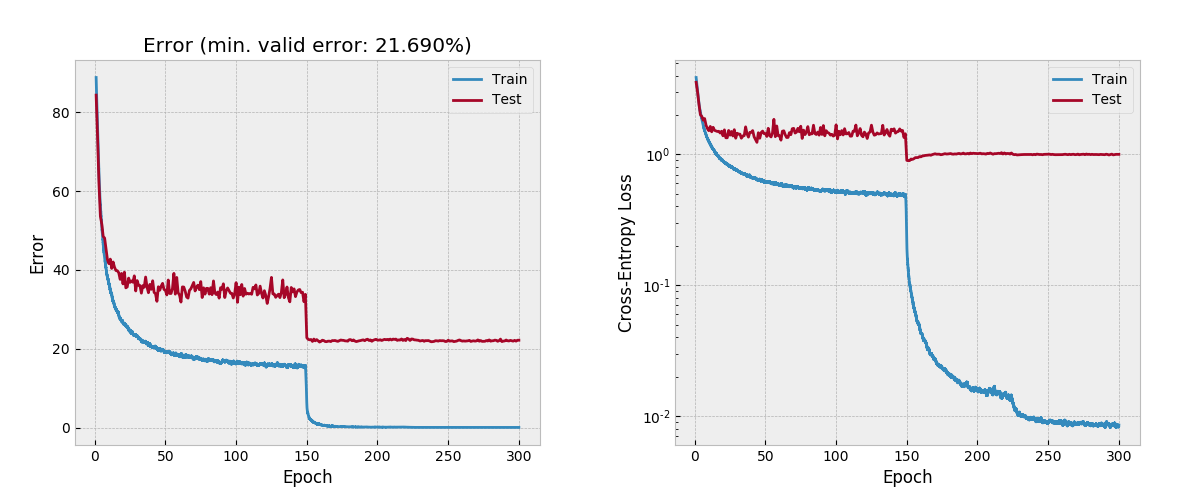 Error (min. valid error: 21.690%)
Train
Test
80
60
40
20
0
Error
0 50 100 150 200 250 300
Epoch
Train
Test
10^0
10^-1
10^-2
Cross-Entropy Loss
0 50 100 150 200 250 300
Epoch